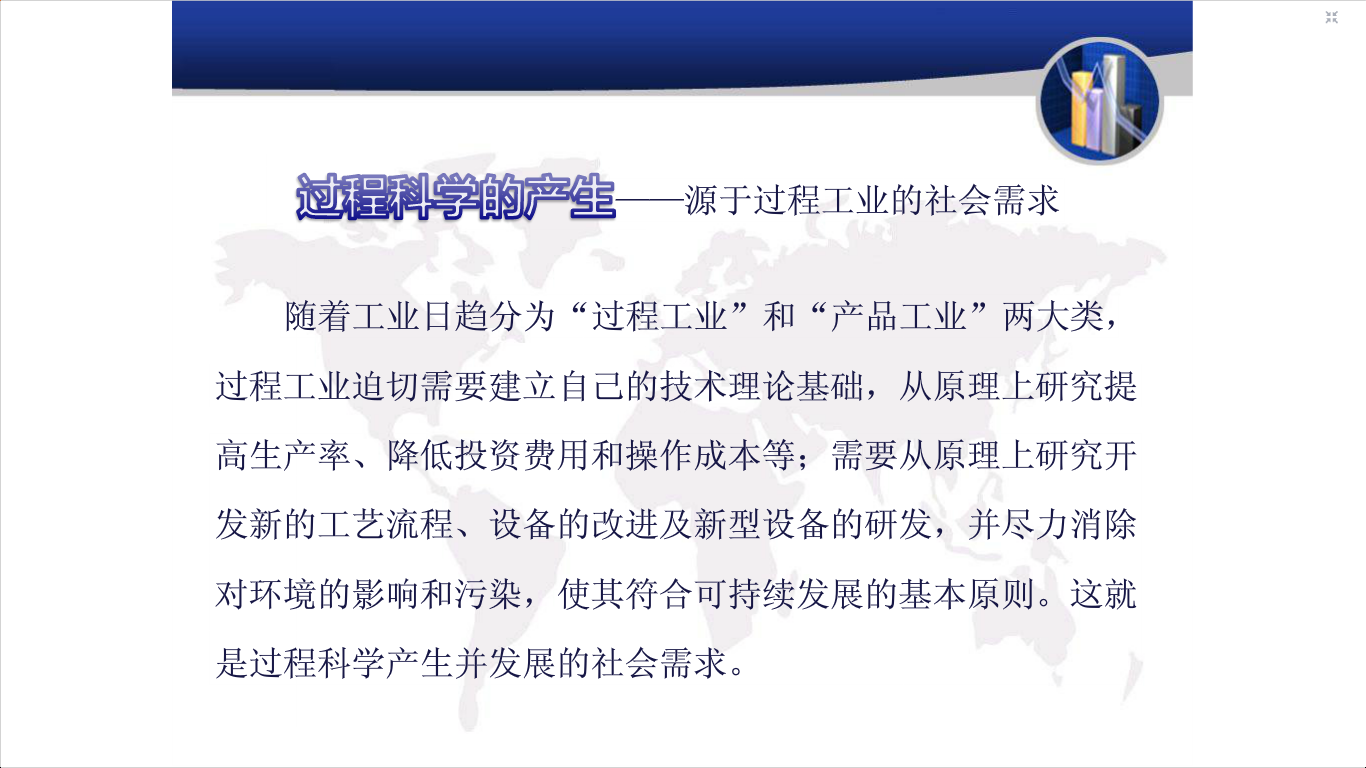 过程科学的产生——源于过程工业的社会需求
随着工业日趋分为“过程工业”和“产品工业”两大类，
过程工业迫切需要建立自己的技术理论基础，从原理上研究提
高生产率、降低投资费用和操作成本等；需要从原理上研究开
发新的工艺流程、设备的改进及新型设备的研发，并尽力消除
对环境的影响和污染，使其符合可持续发展的基本原则。这就
是过程科学产生并发展的社会需求。